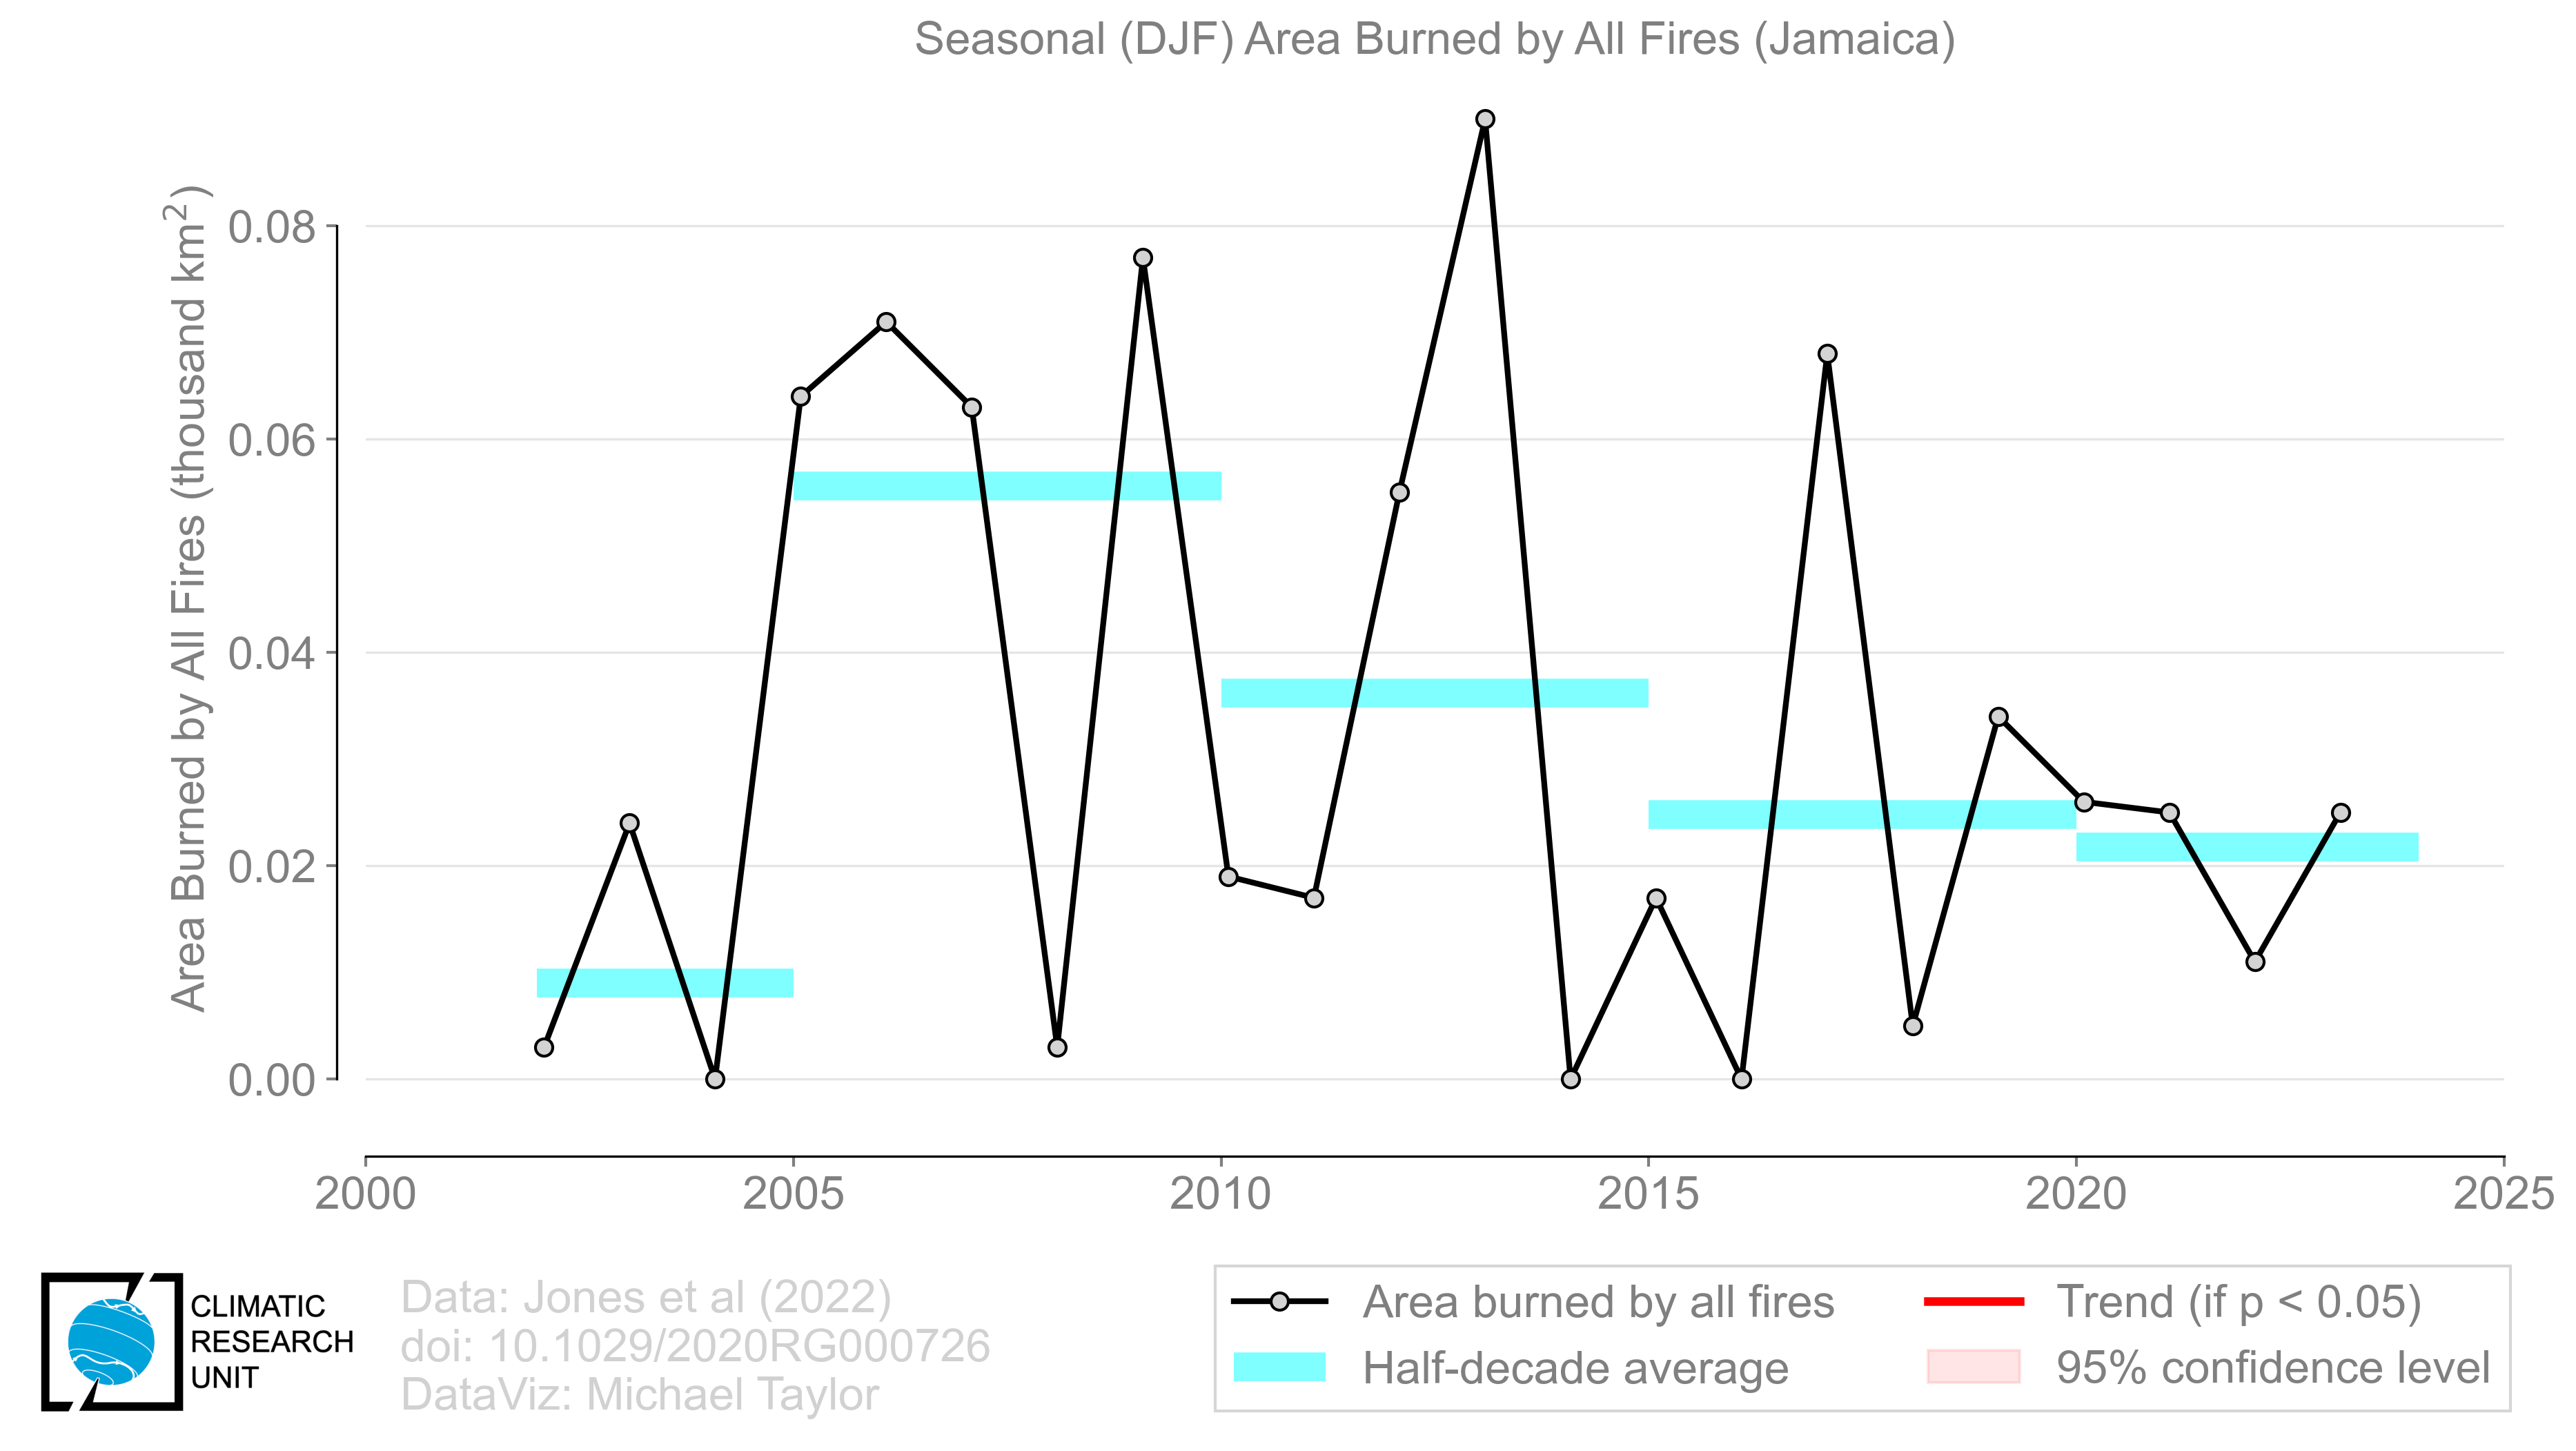 Seasonal (DJF) Area Burned by All Fires (Jamaica)
Area Burned by All Fires (thousand km²)
0.08
0.06
0.04
0.02
0.00
2000
2005
2010
2015
2020
2025
CLIMATIC
RESEARCH
UNIT
Data: Jones et al (2022)
doi: 10.1029/2020RG000726
DataViz: Michael Taylor
Area burned by all fires
Half-decade average
Trend (if p < 0.05)
95% confidence level